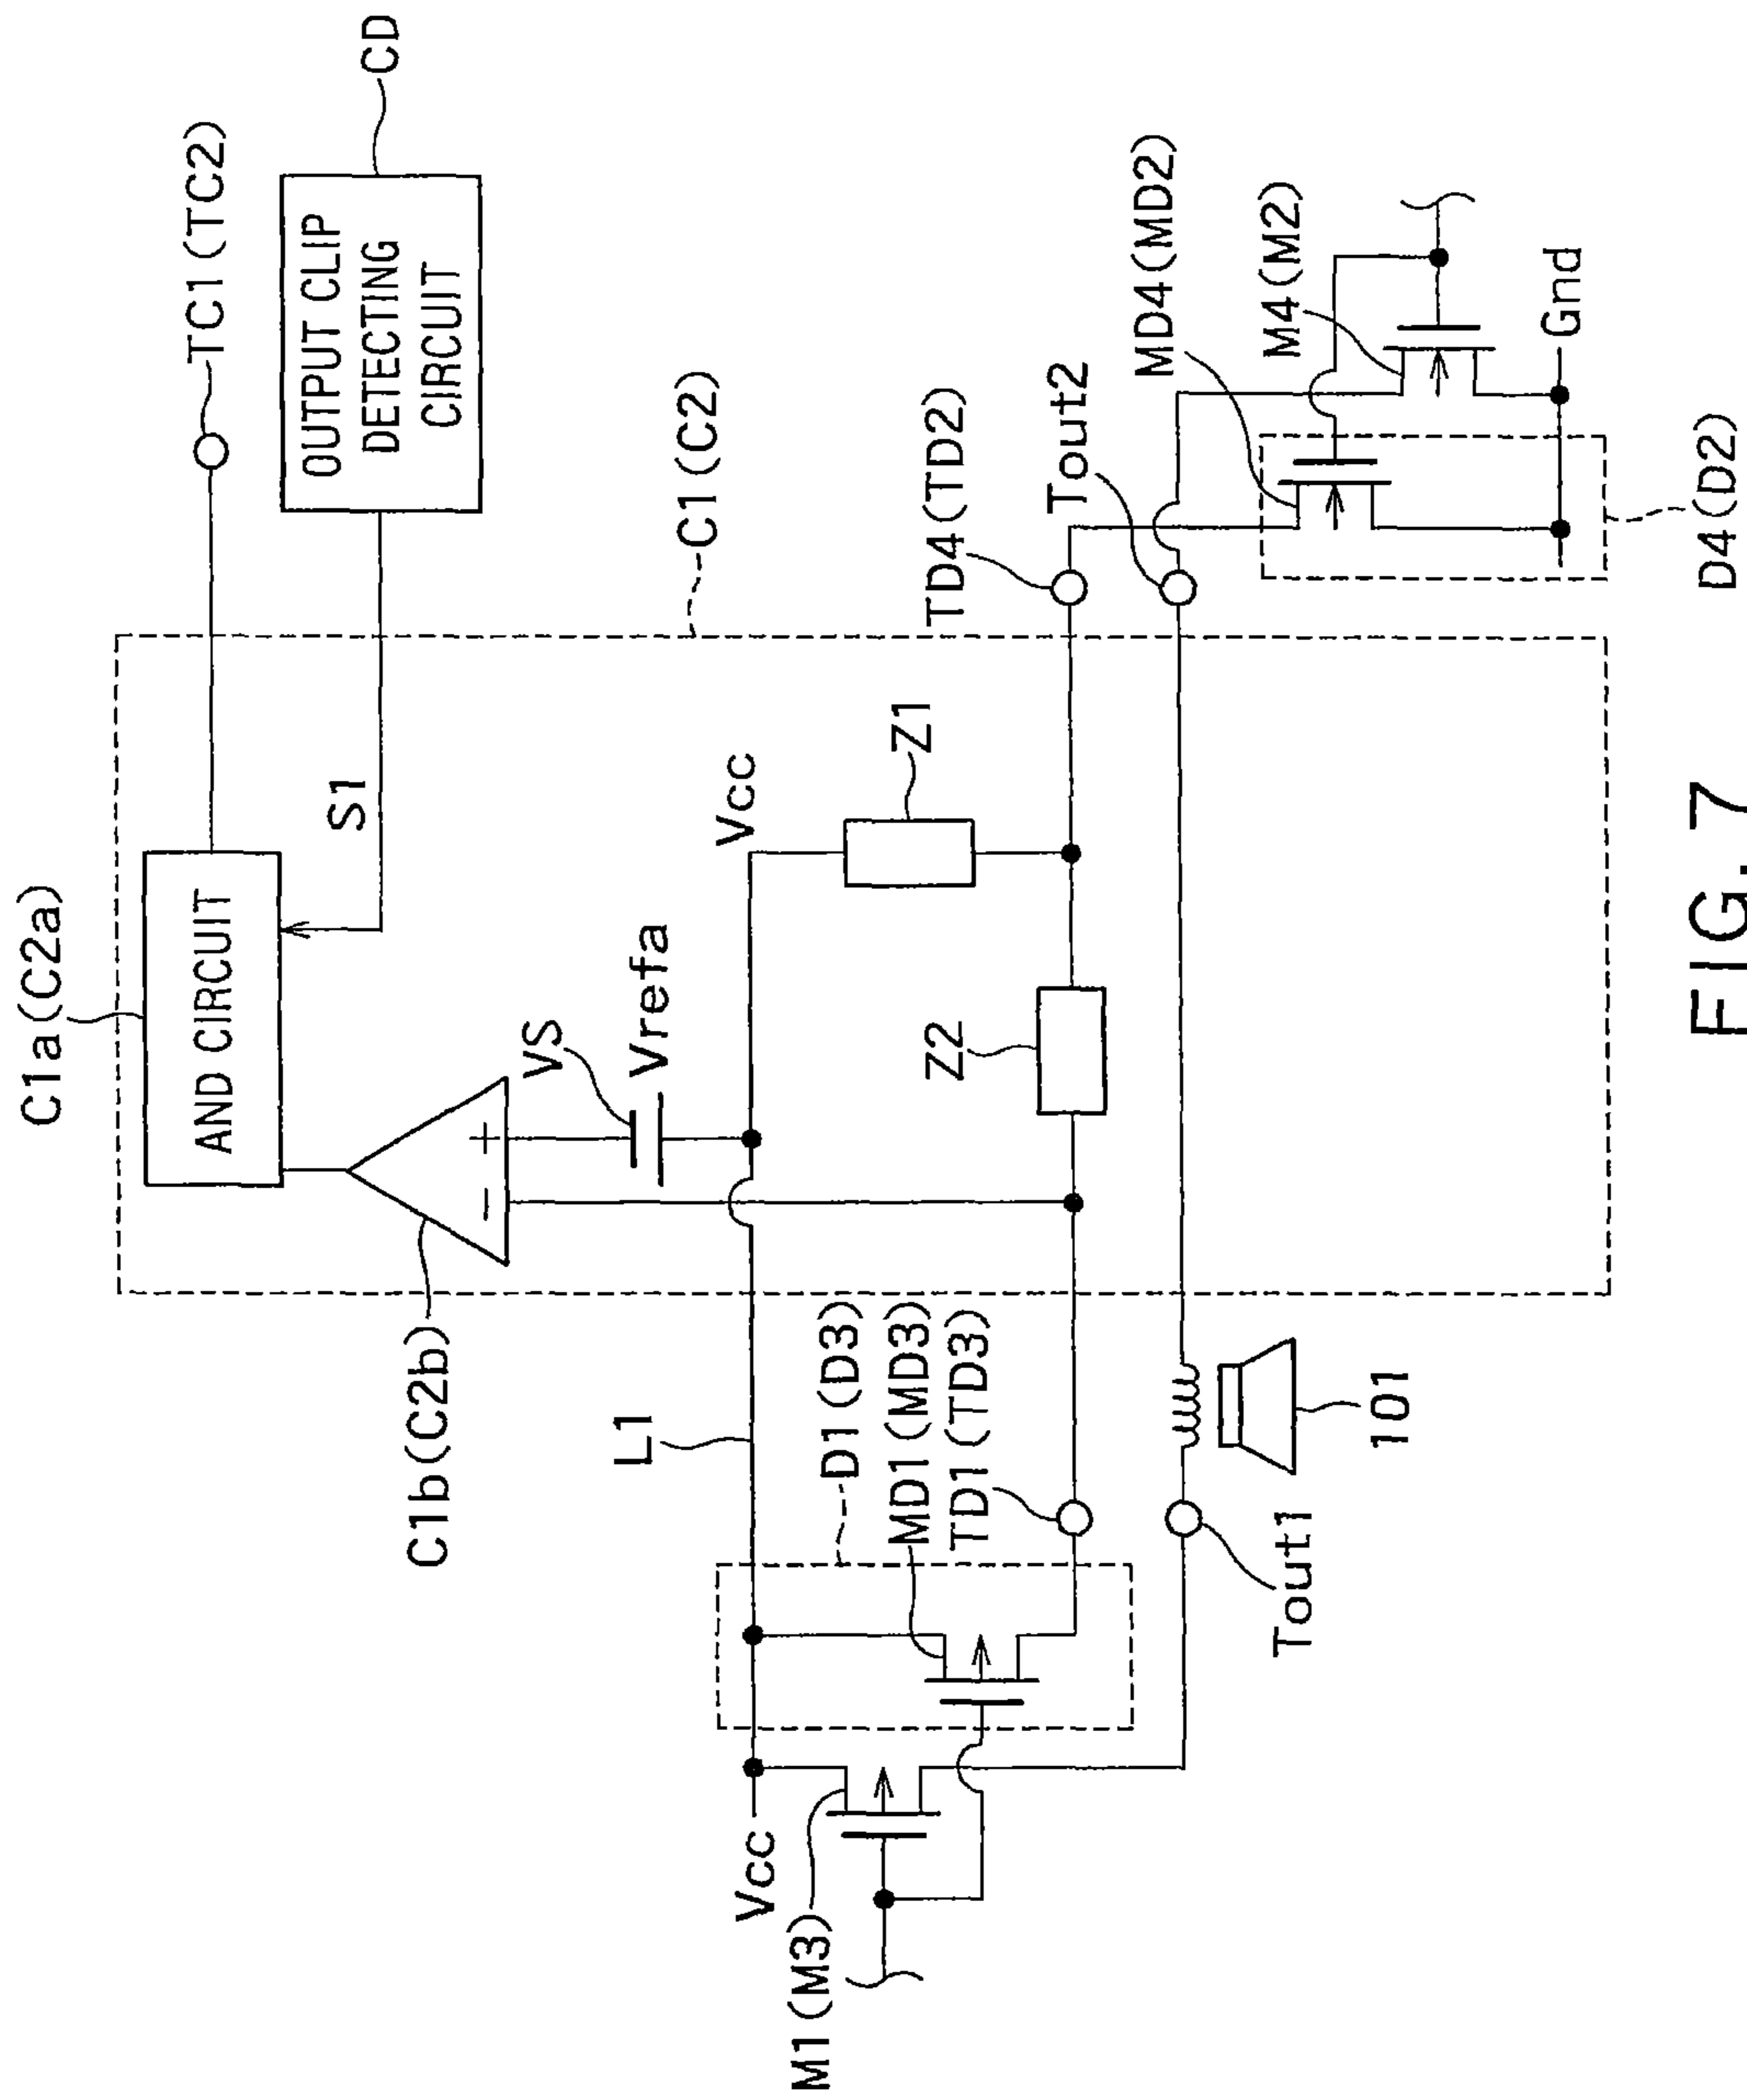 C1a(C2a)
AND CIRCUIT
TC1(TC2)
OUTPUT CLIP
DETECTING
CIRCUIT
CD
S1
C1b(C2b)
+
−
VS
Vrefa
C1(C2)
L1
Vcc
Vcc
Z1
Z2
M1(M3)
D1(D3)
MD1(MD3)
TD1(TD3)
TD4(TD2)
Tout2
MD4(MD2)
M4(M2)
Gnd
D4(D2)
Tout1
101
FIG. 7